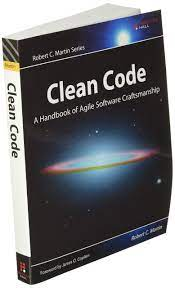 Robert C. Martin Series
Clean Code
A Handbook of Agile Software Craftsmanship
Robert C. Martin
Foreword by James O. Coplien
Clean Code